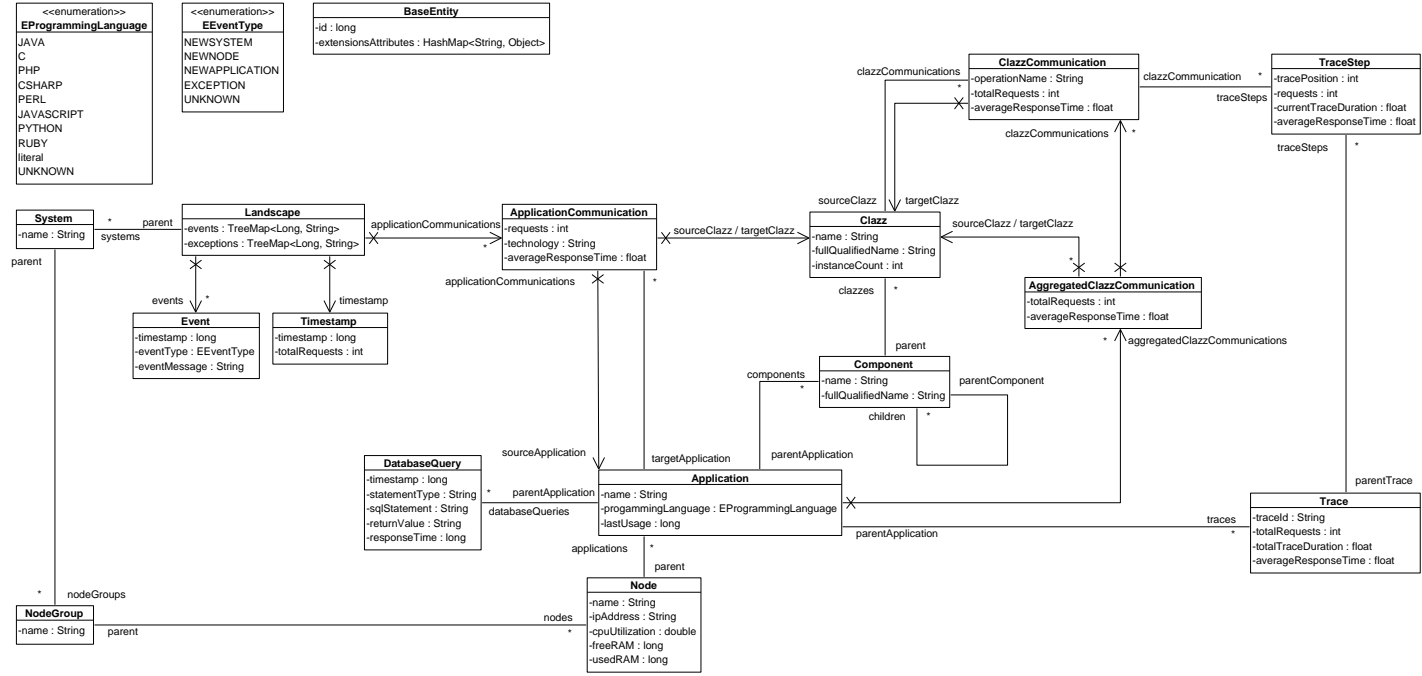 <<enumeration>>
EProgrammingLanguage
JAVA
C
PHP
CSHARP
PERL
JAVASCRIPT
PYTHON
RUBY
literal
UNKNOWN
<<enumeration>>
EEventType
NEWSYSTEM
NEWNODE
NEWAPPLICATION
EXCEPTION
UNKNOWN
BaseEntity
-id : long
-extensionsAttributes : HashMap<String, Object>
clazzCommunications
*
ClazzCommunication
-operationName : String
-totalRequests : int
-averageResponseTime : float
clazzCommunication
*
traceSteps
TraceStep
-tracePosition : int
-requests : int
-currentTraceDuration : float
-averageResponseTime : float
clazzCommunications
*
traceSteps
*
System
-name : String
*
parent
systems
parent
Landscape
-events : TreeMap<Long, String>
-exceptions : TreeMap<Long, String>
applicationCommunications
*
ApplicationCommunication
-requests : int
-technology : String
-averageResponseTime : float
applicationCommunications
*
sourceClazz / targetClazz
sourceClazz
targetClazz
Clazz
-name : String
-fullQualifiedName : String
-instanceCount : int
sourceClazz / targetClazz
*
clazzes
*
AggregatedClazzCommunication
-totalRequests : int
-averageResponseTime : float
*
aggregatedClazzCommunications
events
*
timestamp
Event
-timestamp : long
-eventType : EEventType
-eventMessage : String
Timestamp
-timestamp : long
-totalRequests : int
parent
components
*
Component
-name : String
-fullQualifiedName : String
parentComponent
children
*
sourceApplication
targetApplication
parentApplication
DatabaseQuery
-timestamp : long
-statementType : String
-sqlStatement : String
-returnValue : String
-responseTime : long
*
parentApplication
databaseQueries
Application
-name : String
-progammingLanguage : EProgrammingLanguage
-lastUsage : long
parentApplication
traces
*
parentTrace
Trace
-traceId : String
-totalRequests : int
-totalTraceDuration : float
-averageResponseTime : float
applications
*
parent
*
nodeGroups
NodeGroup
-name : String
parent
nodes
*
Node
-name : String
-ipAddress : String
-cpuUtilization : double
-freeRAM : long
-usedRAM : long